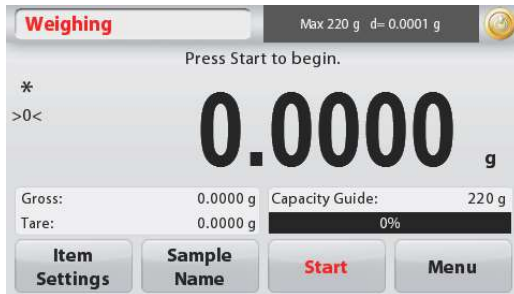 Weighing
Max 220 g d= 0.0001 g
Press Start to begin.
*
>0<
0.0000 g
Gross: 0.0000 g
Tare: 0.0000 g
Capacity Guide: 220 g
0%
Item Settings
Sample Name
Start
Menu